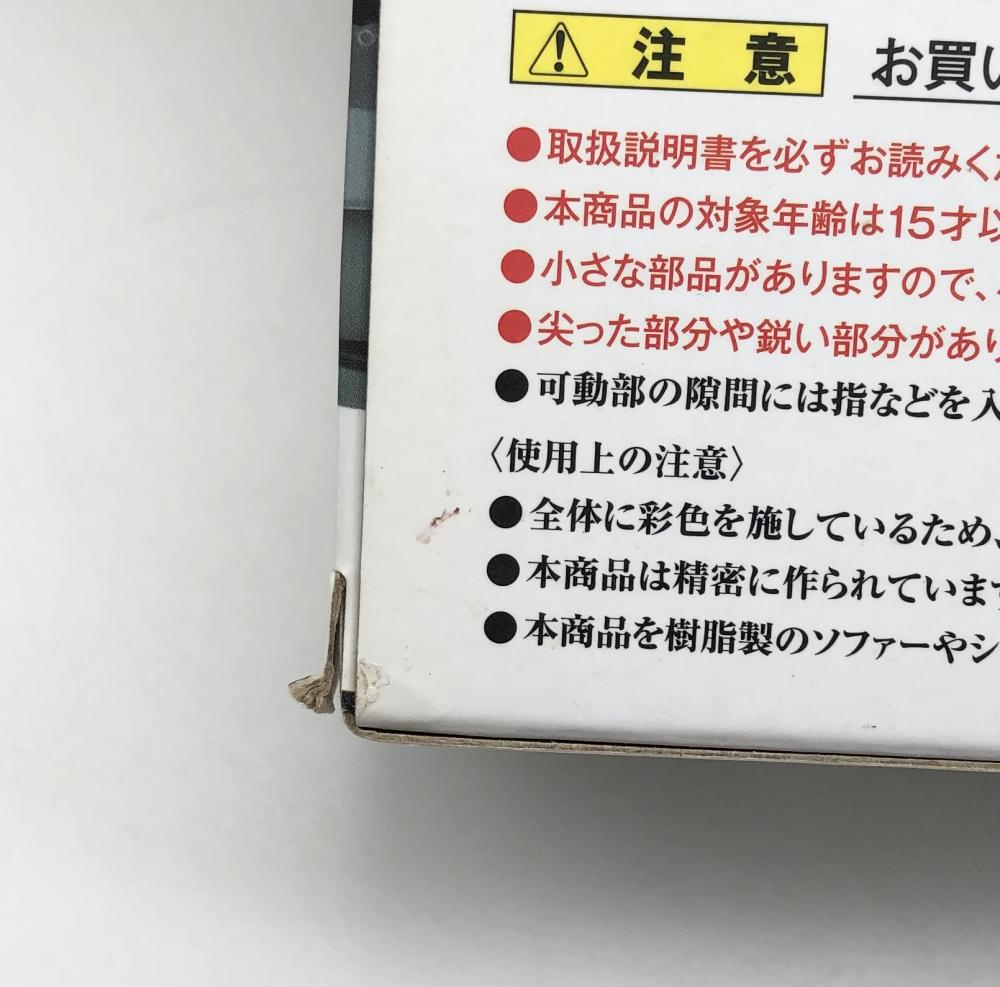 注意 お買い
●取扱説明書を必ずお読みくだ
●本商品の対象年齢は15才以
●小さな部品がありますので、
●尖った部分や鋭い部分があり
●可動部の隙間には指などを入
〈使用上の注意〉
●全体に彩色を施しているため、
●本商品は精密に作られています
●本商品を樹脂製のソファーやシ